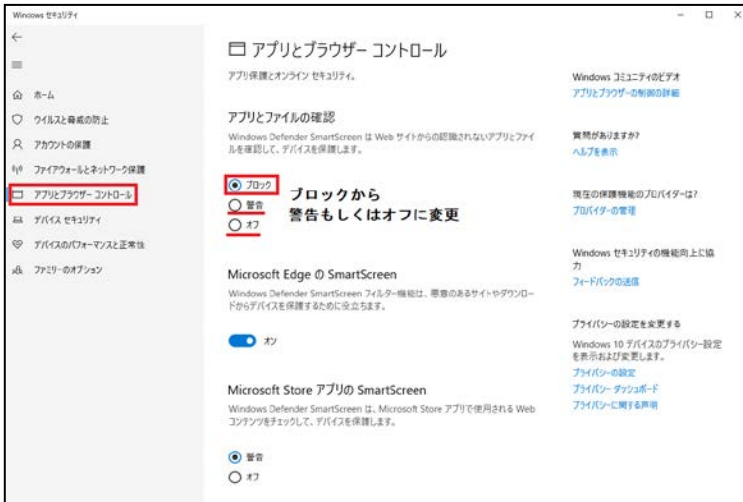 Windows セキュリティ
アプリとブラウザー コントロール
アプリ保護とオンライン セキュリティ。
ホーム
ウイルスと脅威の防止
アカウントの保護
ファイアウォールとネットワーク保護
アプリとブラウザー コントロール
デバイス セキュリティ
デバイスのパフォーマンスと正常性
ファミリーのオプション
アプリとファイルの確認
Windows Defender SmartScreen は Web サイトからの認識されないアプリとファイ
ルを確認して、デバイスを保護します。
ブロック
警告
オフ
ブロックから
警告もしくはオフに変更
Microsoft Edge の SmartScreen
Windows Defender SmartScreen フィルター機能は、悪意のあるサイトやダウンロー
ドからデバイスを保護するために役立ちます。
オン
Microsoft Store アプリの SmartScreen
Windows Defender SmartScreen は、Microsoft Store アプリで使用される Web
コンテンツをチェックして、デバイスを保護します。
警告
オフ
Windows コミュニティのビデオ
アプリとブラウザーの制御の詳細
質問がありますか?
ヘルプを表示
現在の保護機能のプロバイダーは?
プロバイダーの管理
Windows セキュリティの機能向上に協
力
フィードバックの送信
プライバシーの設定を変更する
Windows 10 デバイスのプライバシー設定
を表示および変更します。
プライバシーの設定
プライバシー ダッシュボード
プライバシーに関する声明